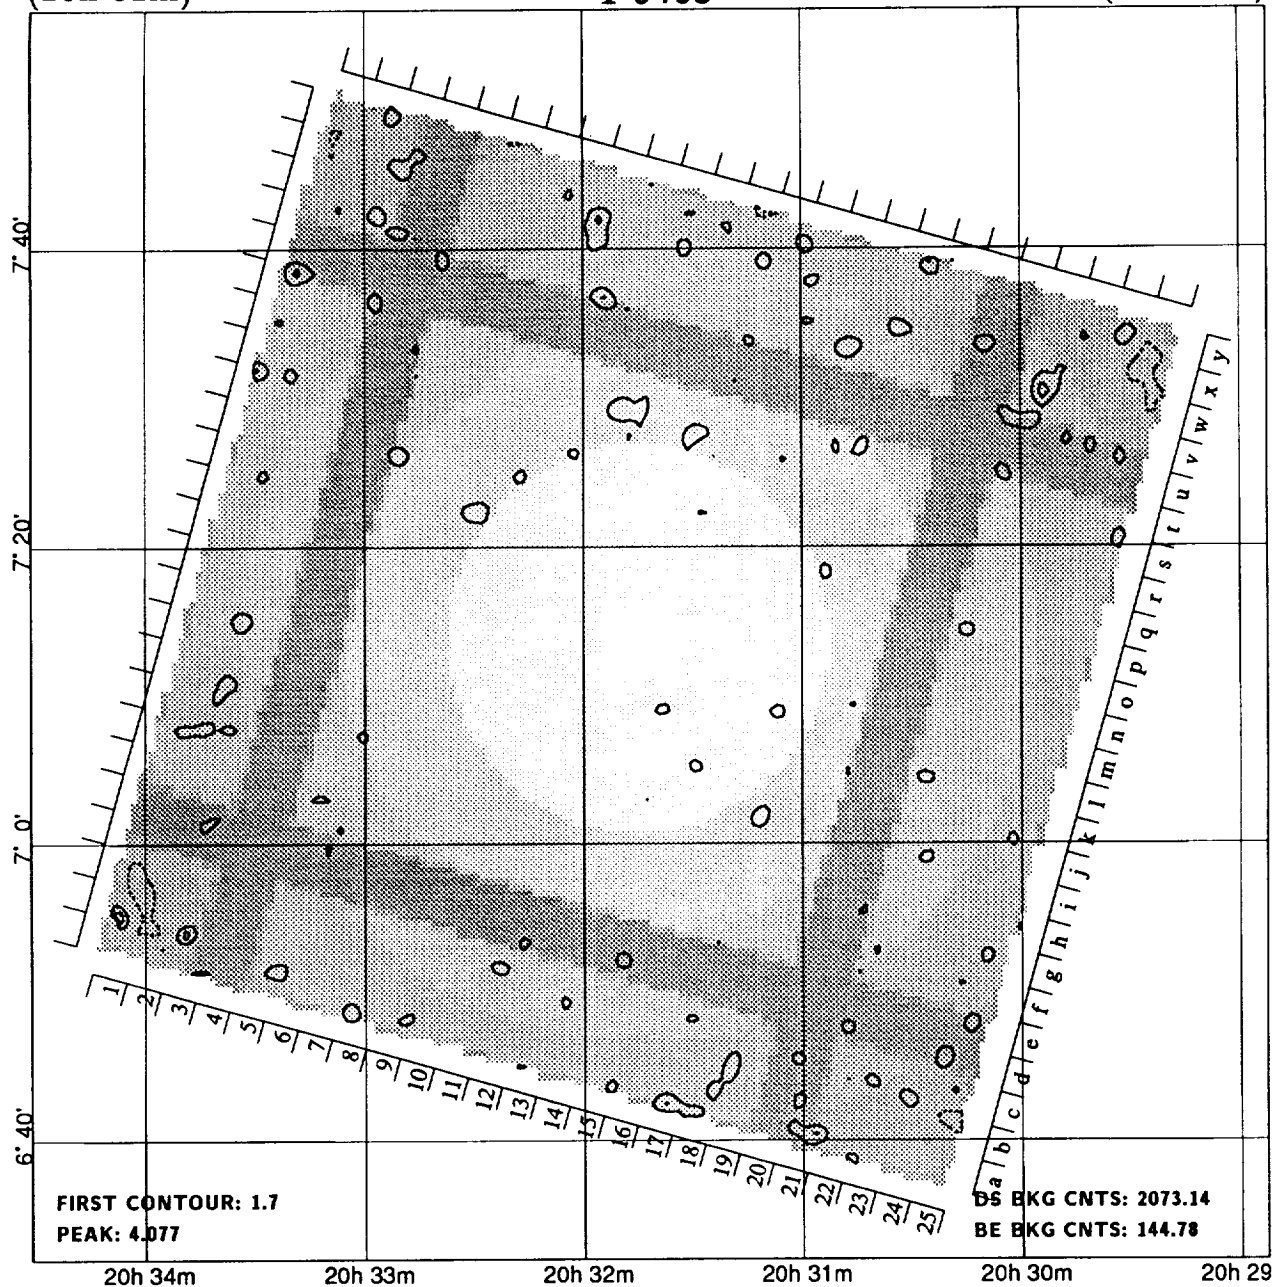 7° 40'
7° 20'
7° 0'
6° 40'
y
x
w
v
u
t
s
r
q
p
o
n
m
l
k
j
i
h
g
f
e
d
c
b
a
1 2 3 4 5 6 7 8 9 10 11 12 13 14 15 16 17 18 19 20 21 22 23 24 25
FIRST CONTOUR: 1.7
PEAK: 4.077
DS BKG CNTS: 2073.14
BE BKG CNTS: 144.78
20h 34m 20h 33m 20h 32m 20h 31m 20h 30m 20h 29